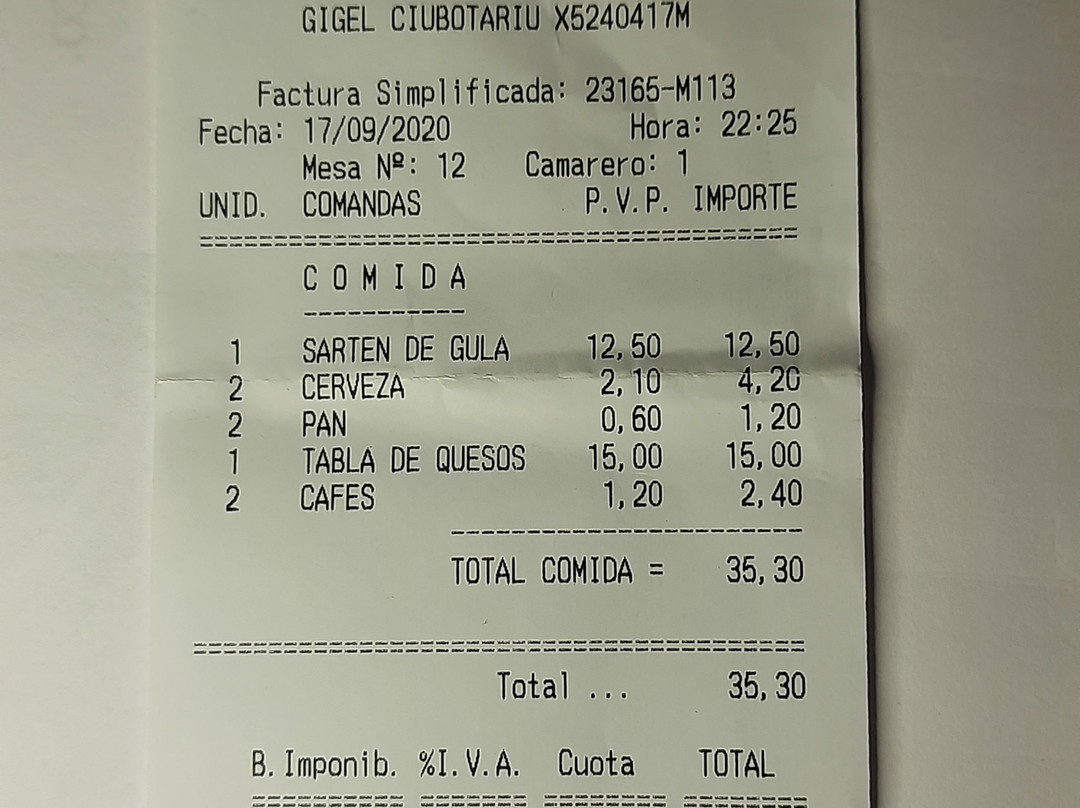 GIGEL CIUBOTARIU X5240417M
Factura Simplificada: 23165-M113
Fecha: 17/09/2020 Hora: 22:25
Mesa Nº: 12 Camarero: 1
UNID. COMANDAS P.V.P. IMPORTE
========================================
C O M I D A
-----------
1 SARTEN DE GULA 12,50 12,50
2 CERVEZA 2,10 4,20
2 PAN 0,60 1,20
1 TABLA DE QUESOS 15,00 15,00
2 CAFES 1,20 2,40
------------------------
TOTAL COMIDA = 35,30
========================================
Total ... 35,30
B.Imponib. %I.V.A. Cuota TOTAL
========== ======= ======== ========